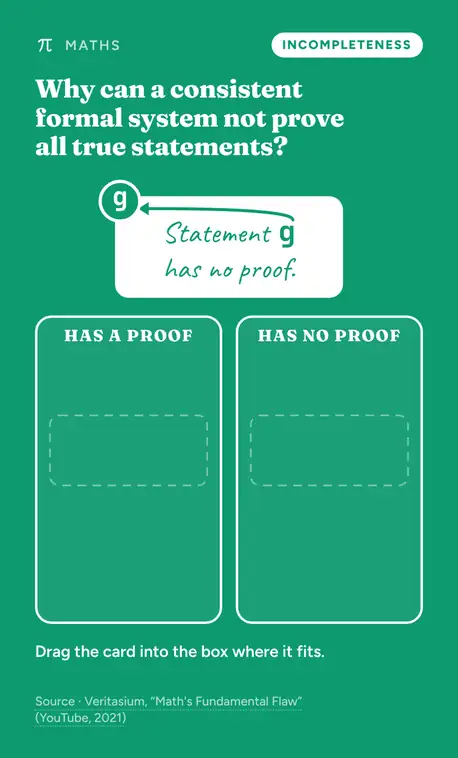 π MATHS
INCOMPLETENESS
Why can a consistent
formal system not prove
all true statements?
g
Statement g
has no proof.
HAS A PROOF
HAS NO PROOF
Drag the card into the box where it fits.
Source · Veritasium, “Math's Fundamental Flaw”
(YouTube, 2021)